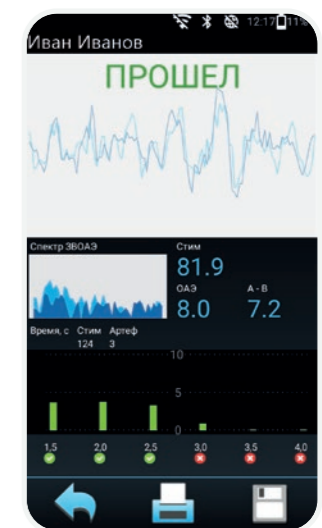 12:17 11%
Иван Иванов
ПРОШЕЛ
Спектр ЗВОАЭ
Стим
81.9
ОАЭ А - В
8.0 7.2
Время, с Стим Артеф
124 3
10
5
0
1,5 2,0 2,5 3,0 3,5 4,0